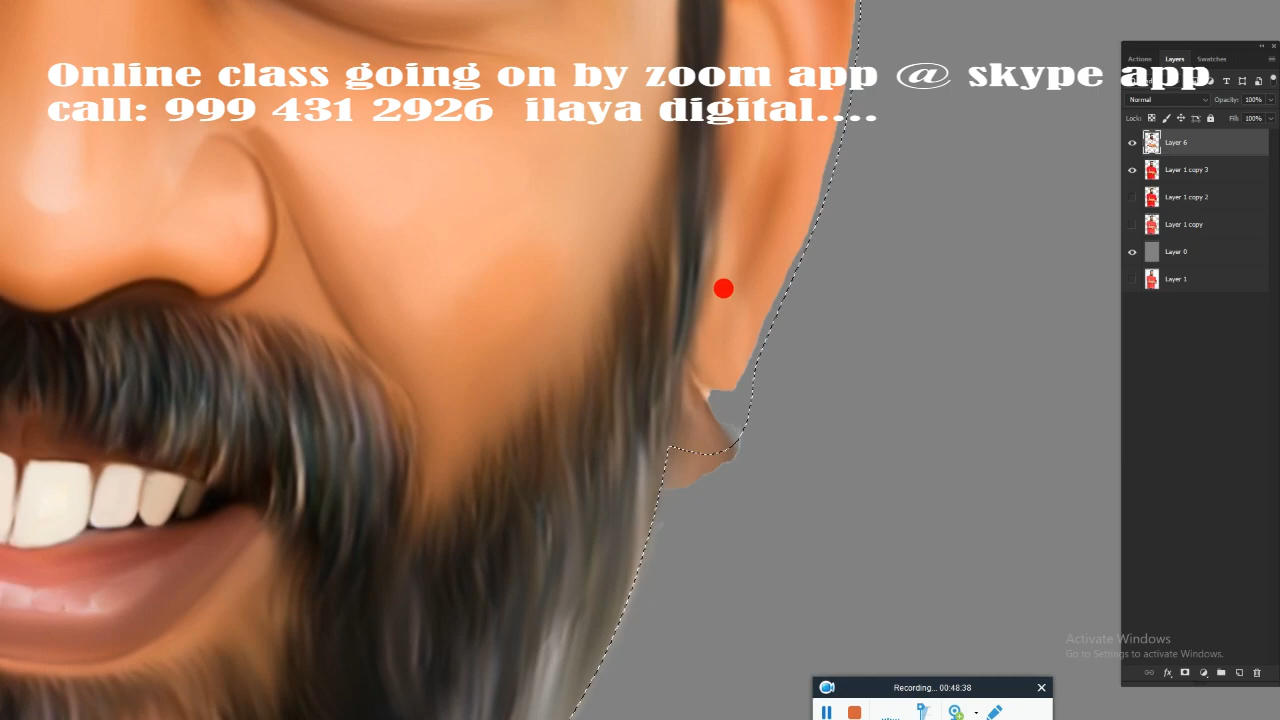 Online class going on by zoom app @ skype app
call: 999 431 2926 ilaya digital....
Actions Layers Swatches
Normal Opacity: 100%
Lock: Fill: 100%
Layer 6
Layer 1 copy 3
Layer 1 copy 2
Layer 1 copy
Layer 0
Layer 1
Activate Windows
Go to Settings to activate Windows.
fx
Recording... 00:48:38